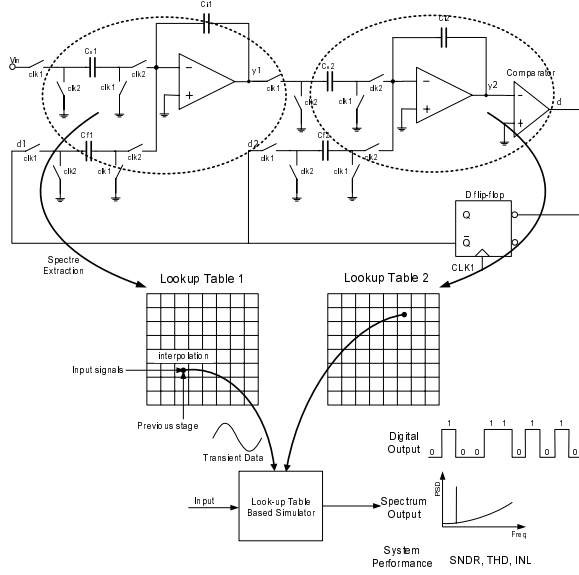 Ci1
Ci2
Vin
Cs1
clk1
clk2
clk2
clk1
y1
clk1
Cs2
clk2
clk2
clk1
y2
Comparator
d
d1
Cf1
clk1
clk2
clk2
clk1
d2
Cf2
clk1
clk2
clk2
clk1
D flip-flop
Q
Q
CLK1
Spectre
Extraction
Lookup Table 1
Lookup Table 2
interpolation
Input signals
Previous stage
Transient Data
Digital
Output
0 1 0 0 1 1 0 1 0 1 0
Input
Look-up Table
Based Simulator
Spectrum
Output
PSD
Freq
System
Performance
SNDR, THD, INL